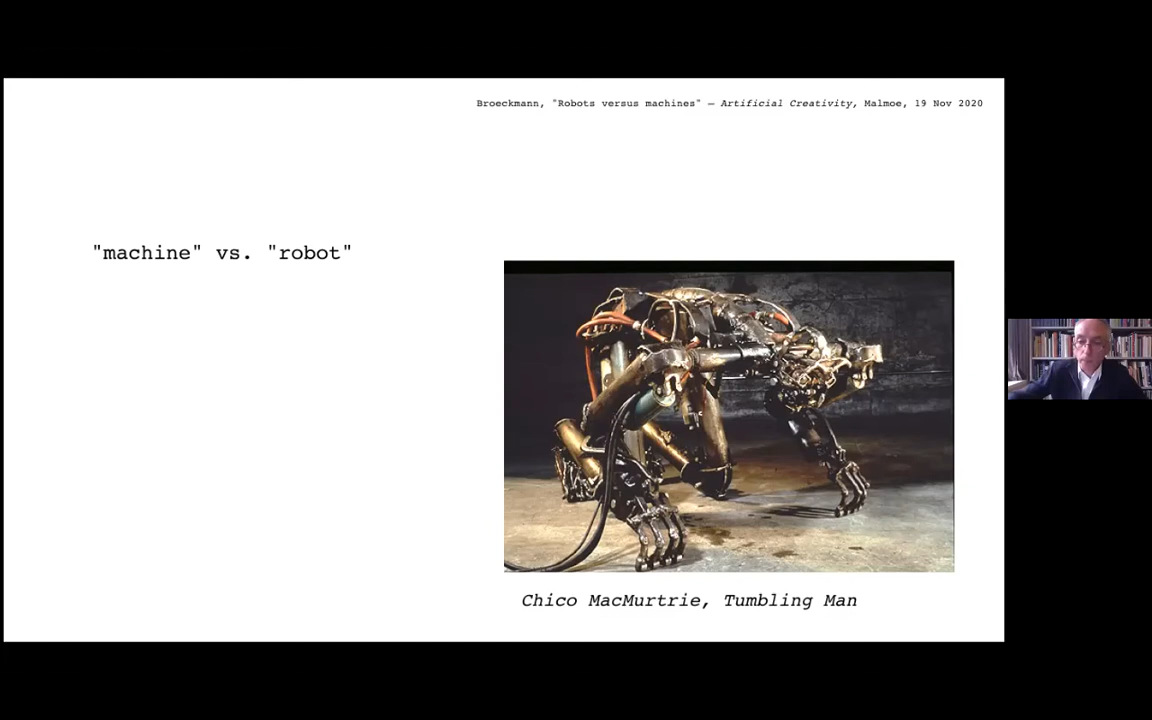 Broeckmann, "Robots versus machines" — Artificial Creativity, Malmoe, 19 Nov 2020
"machine" vs. "robot"
Chico MacMurtrie, Tumbling Man